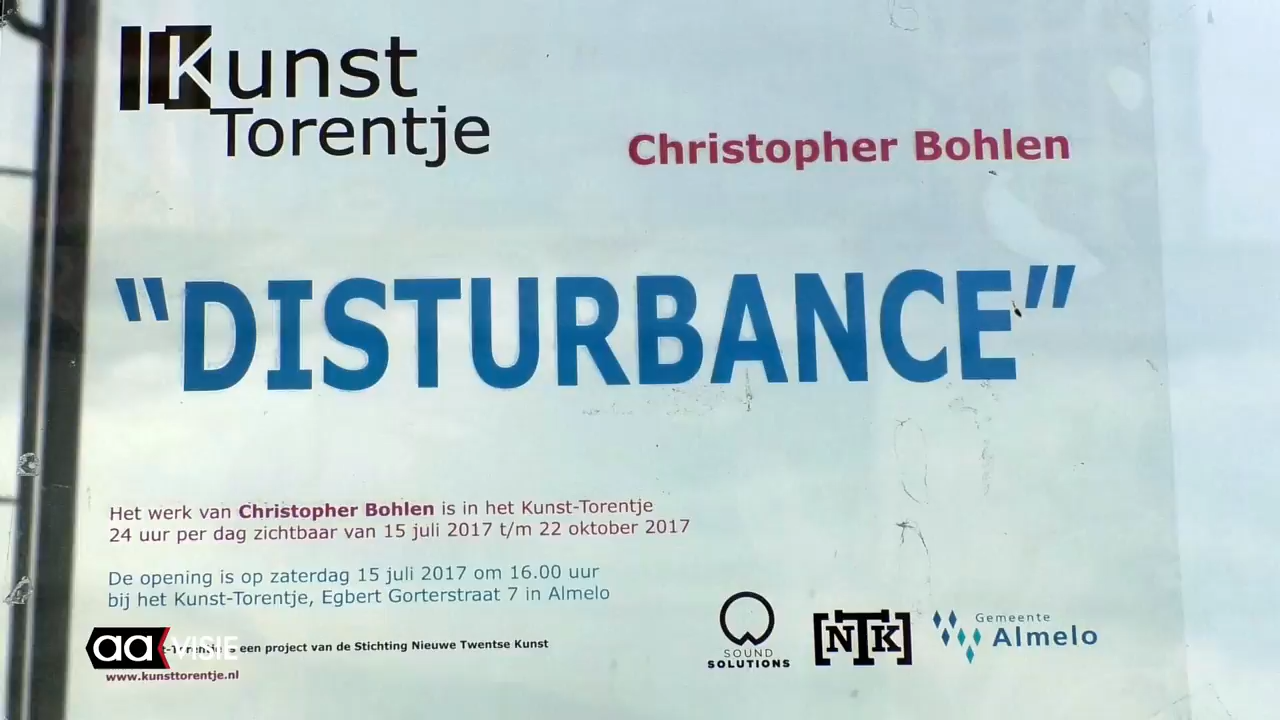 Kunst
Torentje
Christopher Bohlen
“DISTURBANCE”
Het werk van Christopher Bohlen is in het Kunst-Torentje
24 uur per dag zichtbaar van 15 juli 2017 t/m 22 oktober 2017
De opening is op zaterdag 15 juli 2017 om 16.00 uur
bij het Kunst-Torentje, Egbert Gorterstraat 7 in Almelo
een project van de Stichting Nieuwe Twentse Kunst
www.kunsttorentje.nl
aa VISIE
SOUND
SOLUTIONS
[NTK]
Gemeente
Almelo